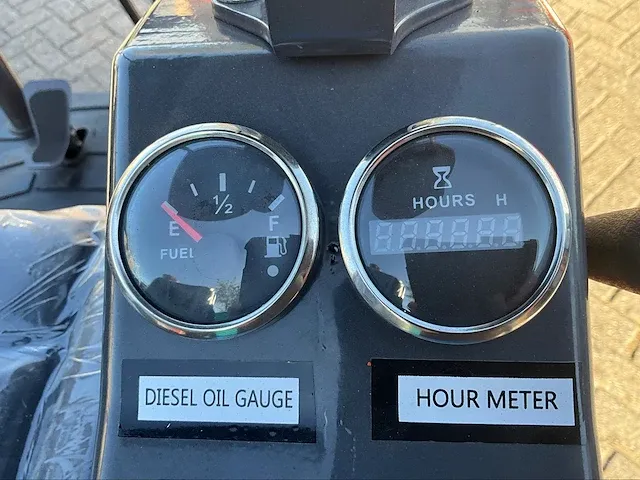 1/2
E
F
FUEL
HOURS H
DIESEL OIL GAUGE
HOUR METER